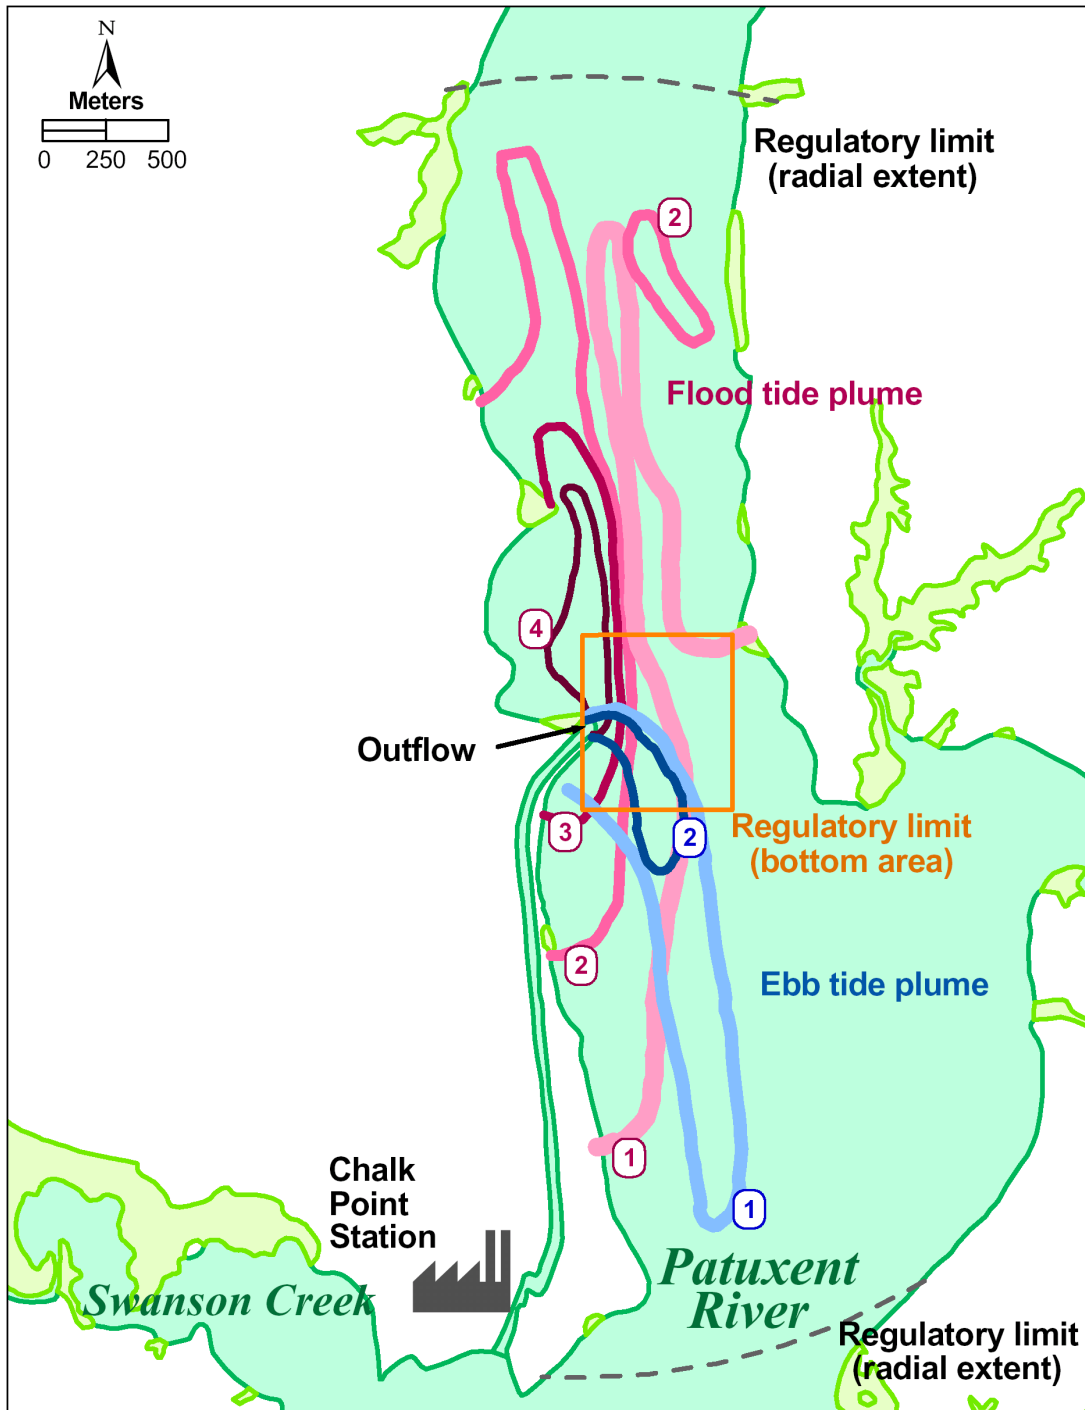 N
Meters
0 250 500
Regulatory limit
(radial extent)
2
Flood tide plume
4
Outflow
3
2
Regulatory limit
(bottom area)
2
Ebb tide plume
1
Chalk
Point
Station
1
Patuxent
River
Swanson Creek
Regulatory limit
(radial extent)